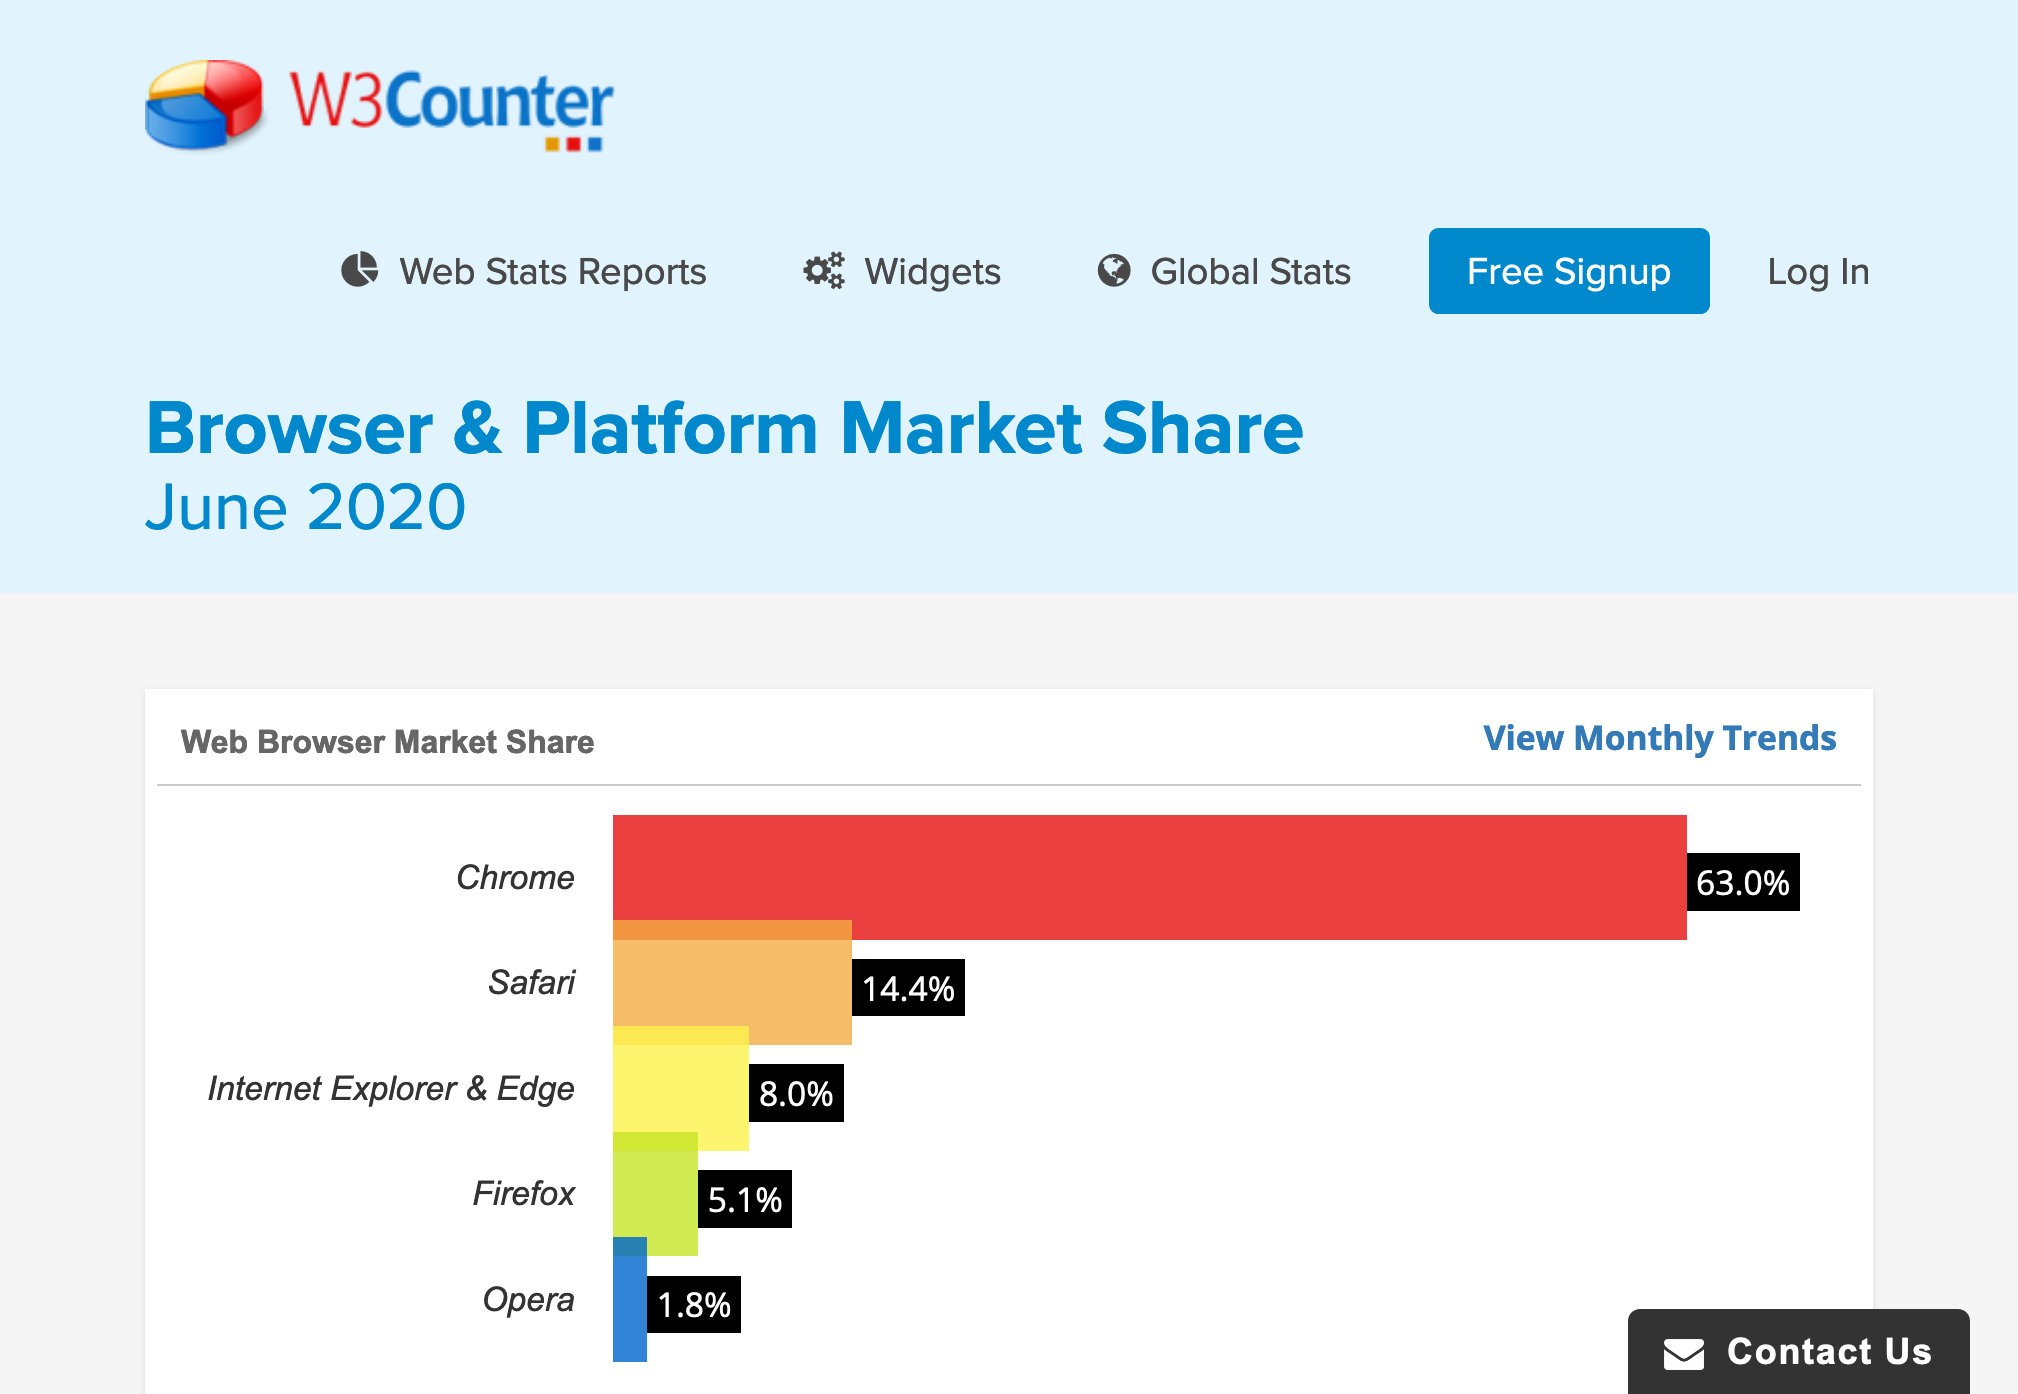 W3Counter
Web Stats Reports
Widgets
Global Stats
Free Signup
Log In
Browser & Platform Market Share
June 2020
Web Browser Market Share
View Monthly Trends
Chrome 63.0%
Safari 14.4%
Internet Explorer & Edge 8.0%
Firefox 5.1%
Opera 1.8%
Contact Us